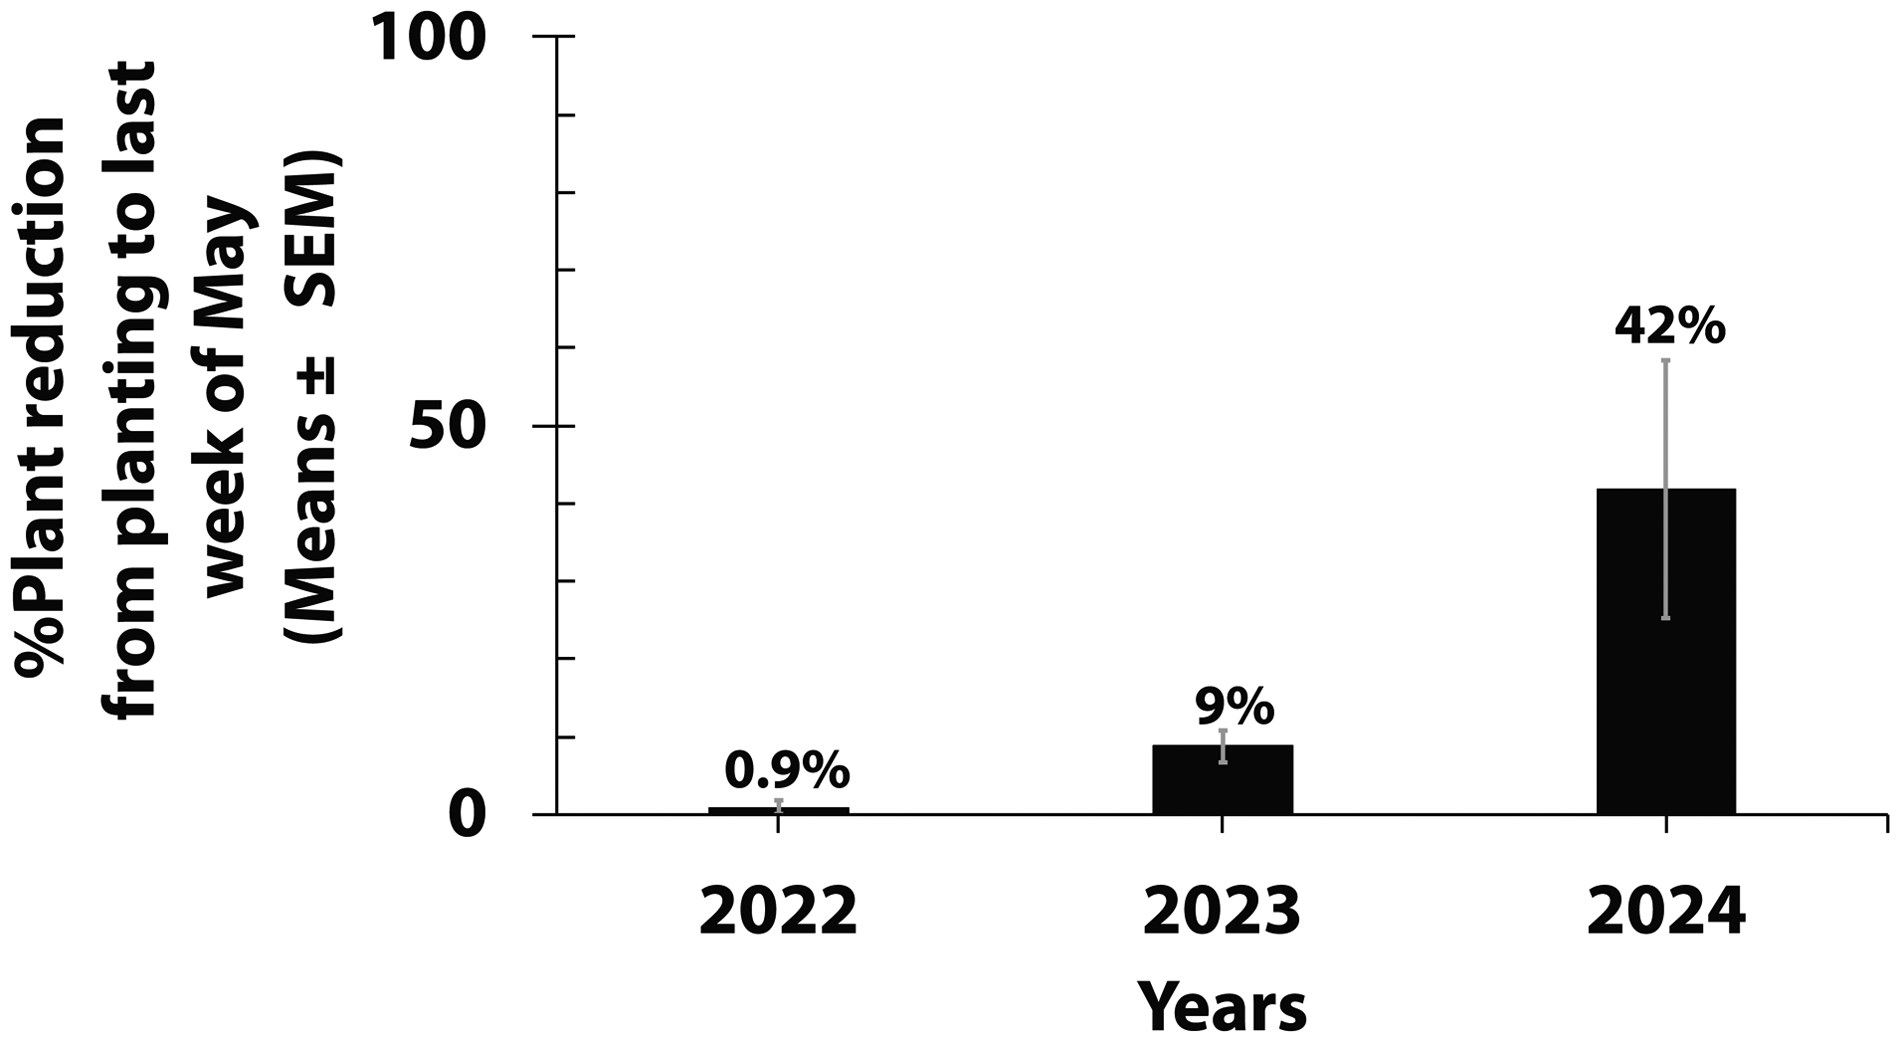 %Plant reduction
from planting to last
week of May
(Means ± SEM)
100
50
0
0.9%
9%
42%
2022
2023
2024
Years